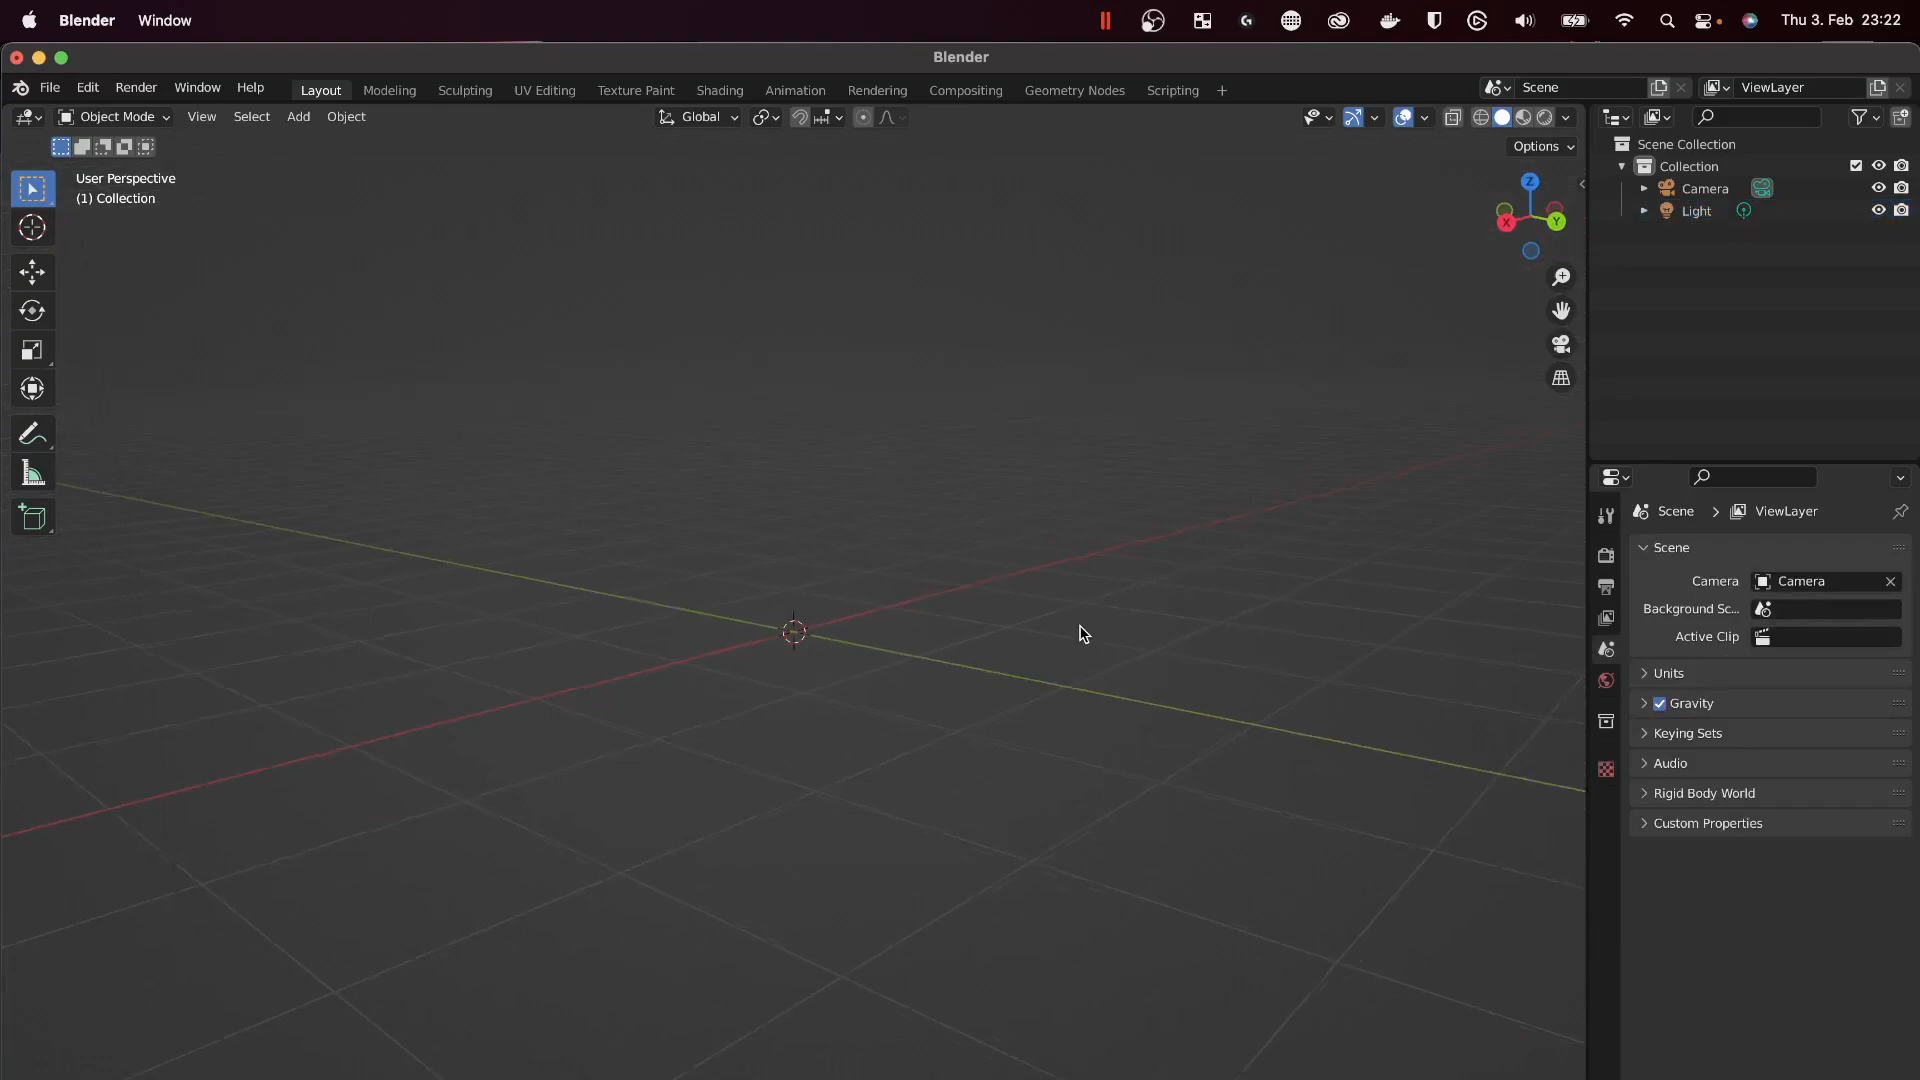 Blender Window Thu 3. Feb 23:22
Blender
File Edit Render Window Help Layout Modeling Sculpting UV Editing Texture Paint Shading Animation Rendering Compositing Geometry Nodes Scripting + Scene ViewLayer
Object Mode View Select Add Object Global
Options
User Perspective
(1) Collection
Z
X
Y
Scene Collection
Collection
Camera
Light
Scene > ViewLayer
Scene
Camera Camera
Background Sc...
Active Clip
Units
Gravity
Keying Sets
Audio
Rigid Body World
Custom Properties